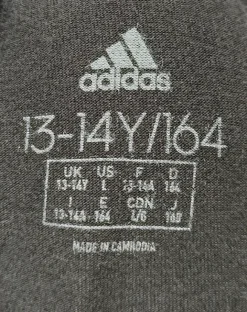 adidas
13-14Y/164
UK US F D
13-14Y L 13-14A 164
I E CDN J
13-14A 164 L/G 160
MADE IN CAMBODIA